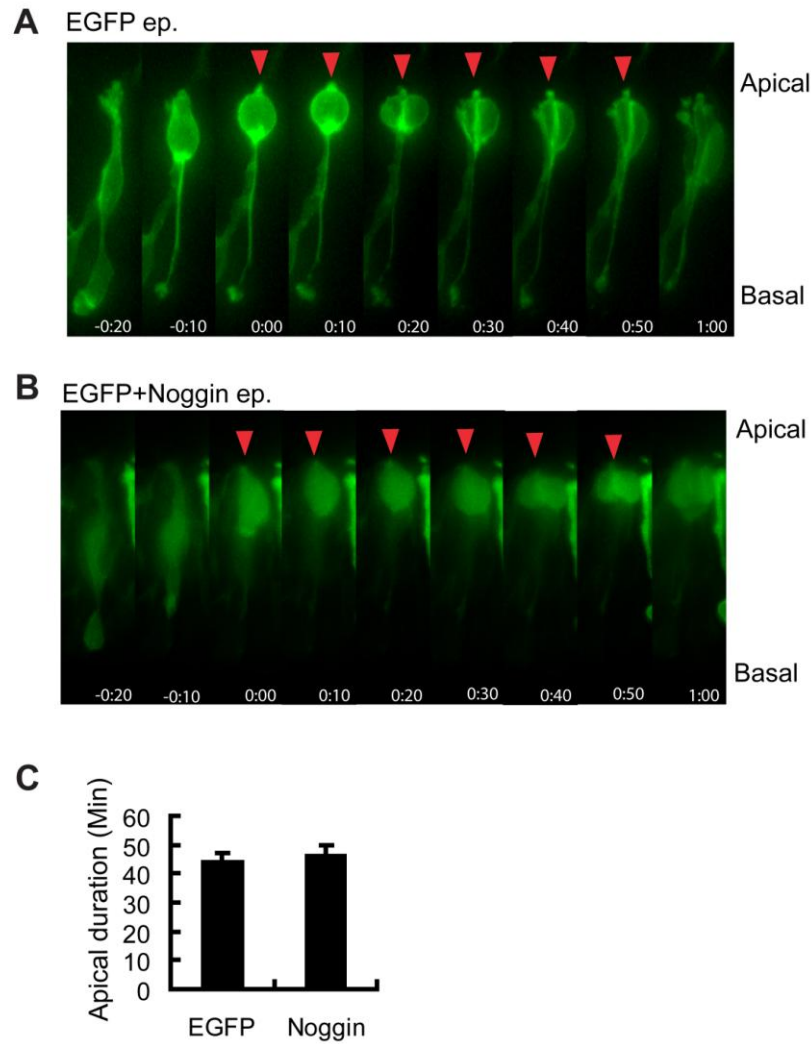 A EGFP ep.
Apical
Basal
-0:20 -0:10 0:00 0:10 0:20 0:30 0:40 0:50 1:00
B EGFP+Noggin ep.
Apical
Basal
-0:20 -0:10 0:00 0:10 0:20 0:30 0:40 0:50 1:00
C
Apical duration (Min)
60
50
40
30
20
10
0
EGFP Noggin